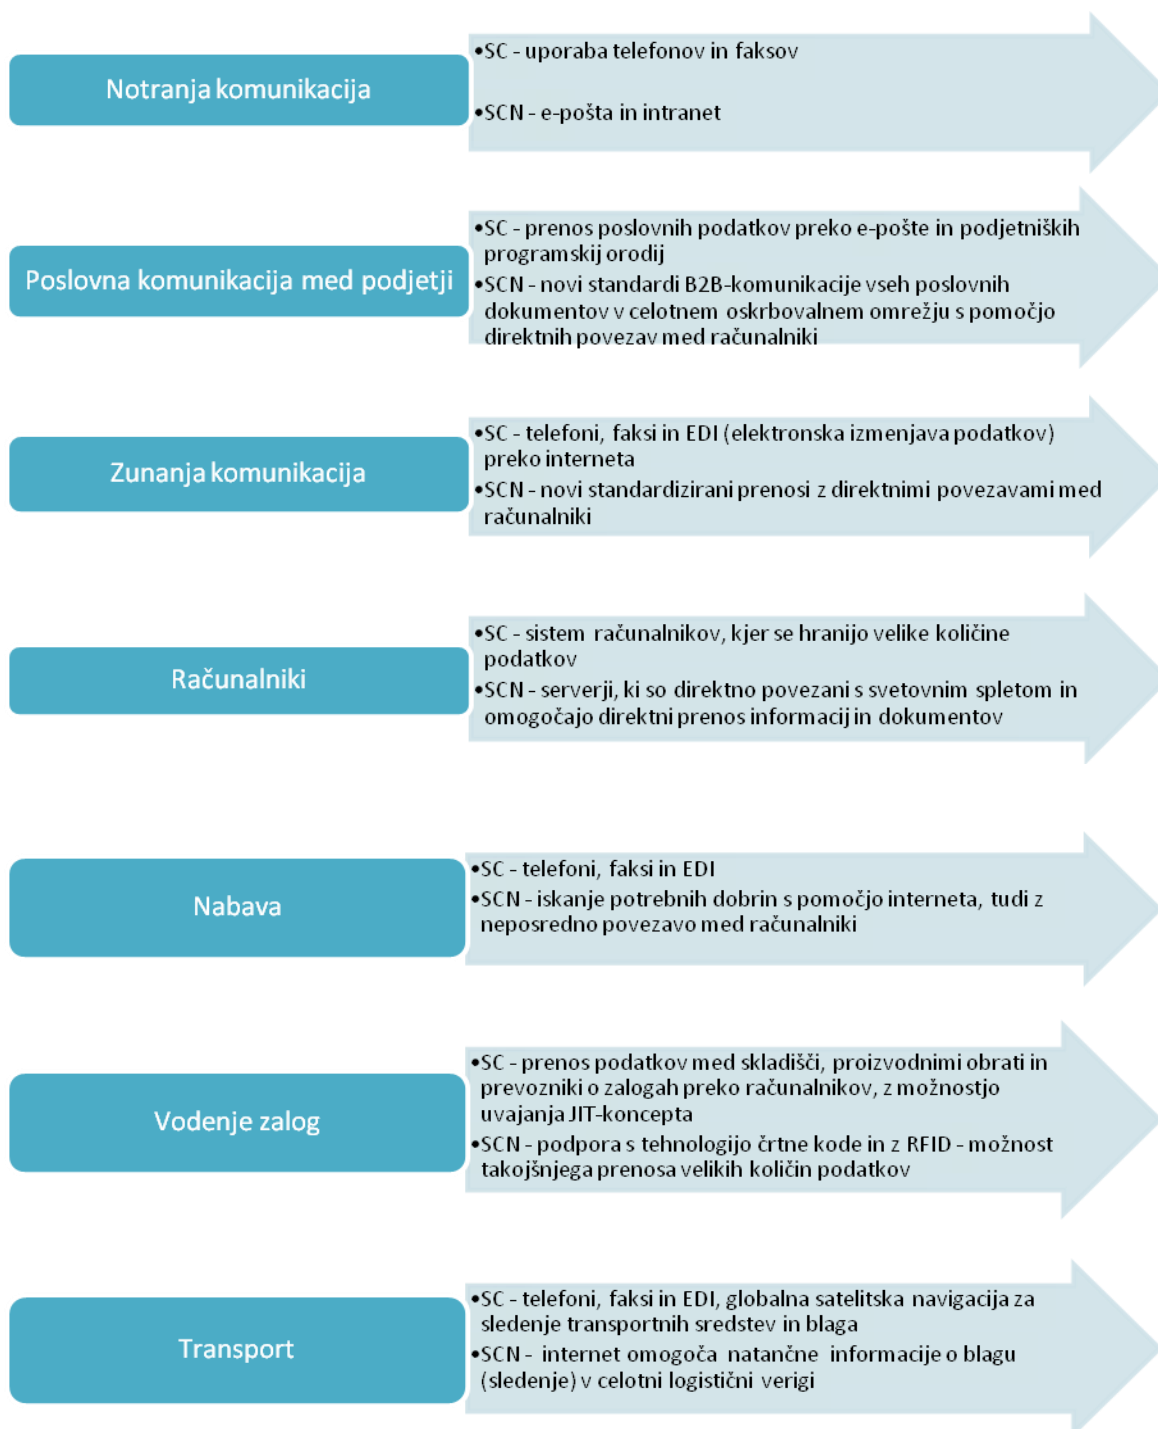 Notranja komunikacija
•SC - uporaba telefonov in faksov
•SCN - e-pošta in intranet
Poslovna komunikacija med podjetji
•SC - prenos poslovnih podatkov preko e-pošte in podjetniških
programskij orodij
•SCN - novi standardi B2B-komunikacije vseh poslovnih
dokumentov v celotnem oskrbovalnem omrežju s pomočjo
direktnih povezav med računalniki
Zunanja komunikacija
•SC - telefoni, faksi in EDI (elektronska izmenjava podatkov)
preko interneta
•SCN - novi standardizirani prenosi z direktnimi povezavami med
računalniki
Računalniki
•SC - sistem računalnikov, kjer se hranijo velike količine
podatkov
•SCN - serverji, ki so direktno povezani s svetovnim spletom in
omogočajo direktni prenos informacij in dokumentov
Nabava
•SC - telefoni, faksi in EDI
•SCN - iskanje potrebnih dobrin s pomočjo interneta, tudi z
neposredno povezavo med računalniki
Vodenje zalog
•SC - prenos podatkov med skladišči, proizvodnimi obrati in
prevozniki o zalogah preko računalnikov, z možnostjo
uvajanja JIT-koncepta
•SCN - podpora s tehnologijo črtne kode in z RFID - možnost
takojšnjega prenosa velikih količin podatkov
Transport
•SC - telefoni, faksi in EDI, globalna satelitska navigacija za
sledenje transportnih sredstev in blaga
•SCN - internet omogoča natančne informacije o blagu
(sledenje) v celotni logistični verigi